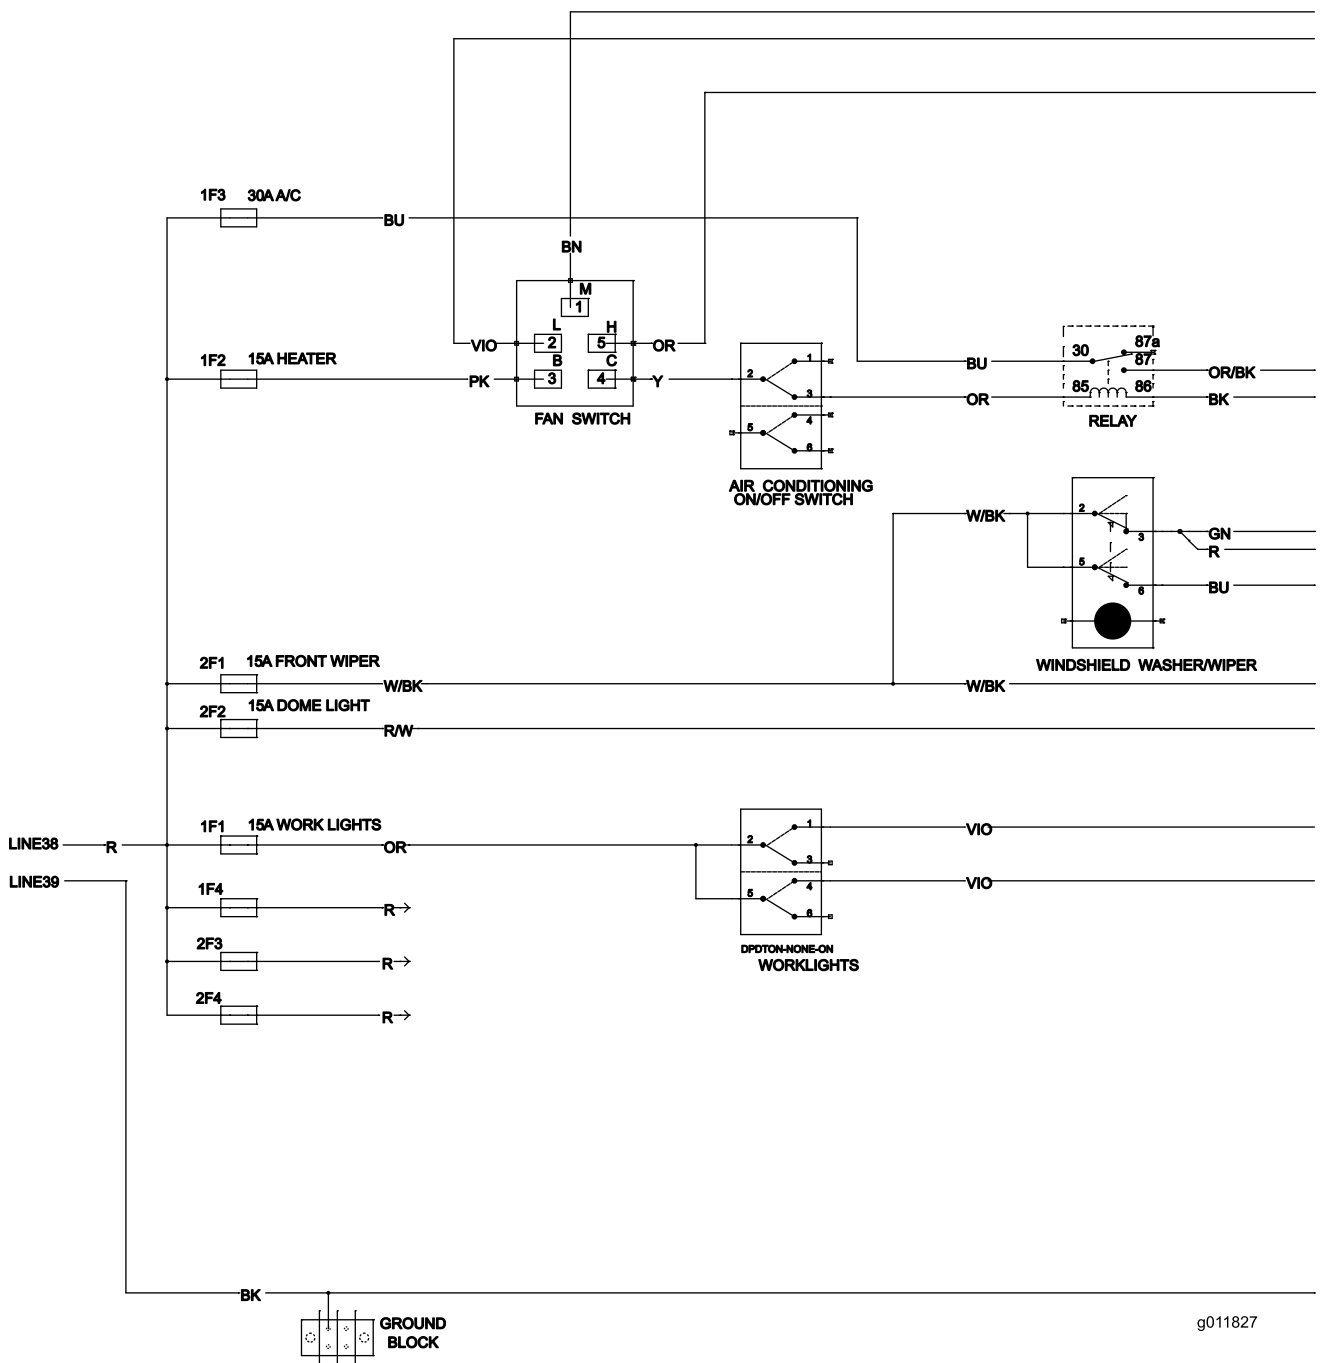 1F3 30A A/C
BU
BN
M
1
L
H
VIO
2
5
OR
1F2 15A HEATER
B
C
PK
3
4
Y
FAN SWITCH
1
2
3
4
5
6
AIR CONDITIONING
ON/OFF SWITCH
BU
30
87a
87
OR/BK
85
86
OR
BK
RELAY
W/BK
2
3
GN
R
5
6
BU
WINDSHIELD WASHER/WIPER
2F1 15A FRONT WIPER
W/BK
W/BK
2F2 15A DOME LIGHT
R/W
LINE38
R
1F1 15A WORK LIGHTS
OR
1
2
3
4
5
6
VIO
VIO
DPDTON-NONE-ON
WORKLIGHTS
LINE39
1F4
R
2F3
R
2F4
R
BK
GROUND
BLOCK
g011827